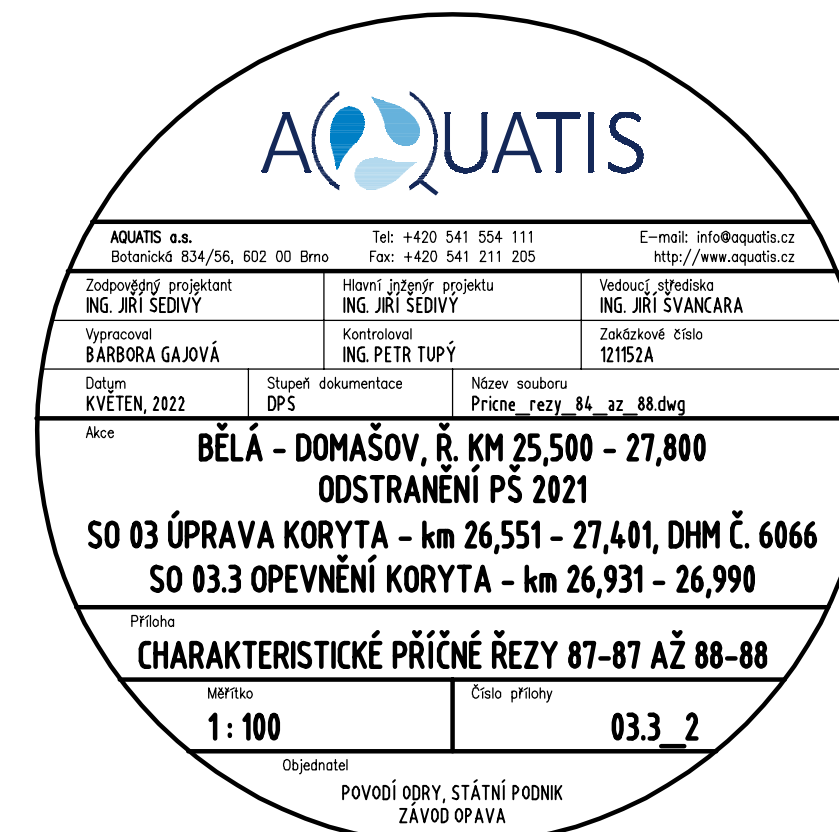 AQUATIS
AQUATIS a.s. Tel: +420 541 554 111 E-mail: info@aquatis.cz
Botanická 834/56, 602 00 Brno Fax: +420 541 211 205 http://www.aquatis.cz
Zodpovědný projektant Hlavní inženýr projektu Vedoucí střediska
ING. JIŘÍ ŠEDIVÝ ING. JIŘÍ ŠEDIVÝ ING. JIŘÍ ŠVANCARA
Vypracoval Kontroloval Zakázkové číslo
BARBORA GAJOVÁ ING. PETR TUPÝ 121152A
Datum Stupeň dokumentace Název souboru
KVĚTEN, 2022 DPS Pricne_rezy_84_az_88.dwg
Akce
BĚLÁ - DOMAŠOV, Ř. KM 25,500 - 27,800
ODSTRANĚNÍ PŠ 2021
SO 03 ÚPRAVA KORYTA - km 26,551 - 27,401, DHM Č. 6066
SO 03.3 OPEVNĚNÍ KORYTA - km 26,931 - 26,990
Příloha
CHARAKTERISTICKÉ PŘÍČNÉ ŘEZY 87-87 AŽ 88-88
Měřítko Číslo přílohy
1 : 100 03.3_2
Objednatel
POVODÍ ODRY, STÁTNÍ PODNIK
ZÁVOD OPAVA